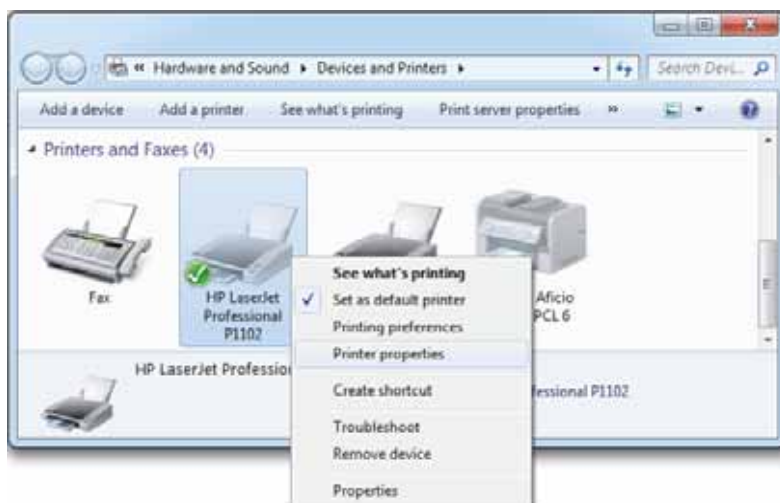 « Hardware and Sound ▸ Devices and Printers ▸
Search Devi...
Add a device Add a printer See what's printing Print server properties »
Printers and Faxes (4)
Fax
HP LaserJet
Professional
P1102
Aficio
PCL 6
See what's printing
Set as default printer
Printing preferences
Printer properties
Create shortcut
Troubleshoot
Remove device
Properties
HP LaserJet Professio
fessional P1102